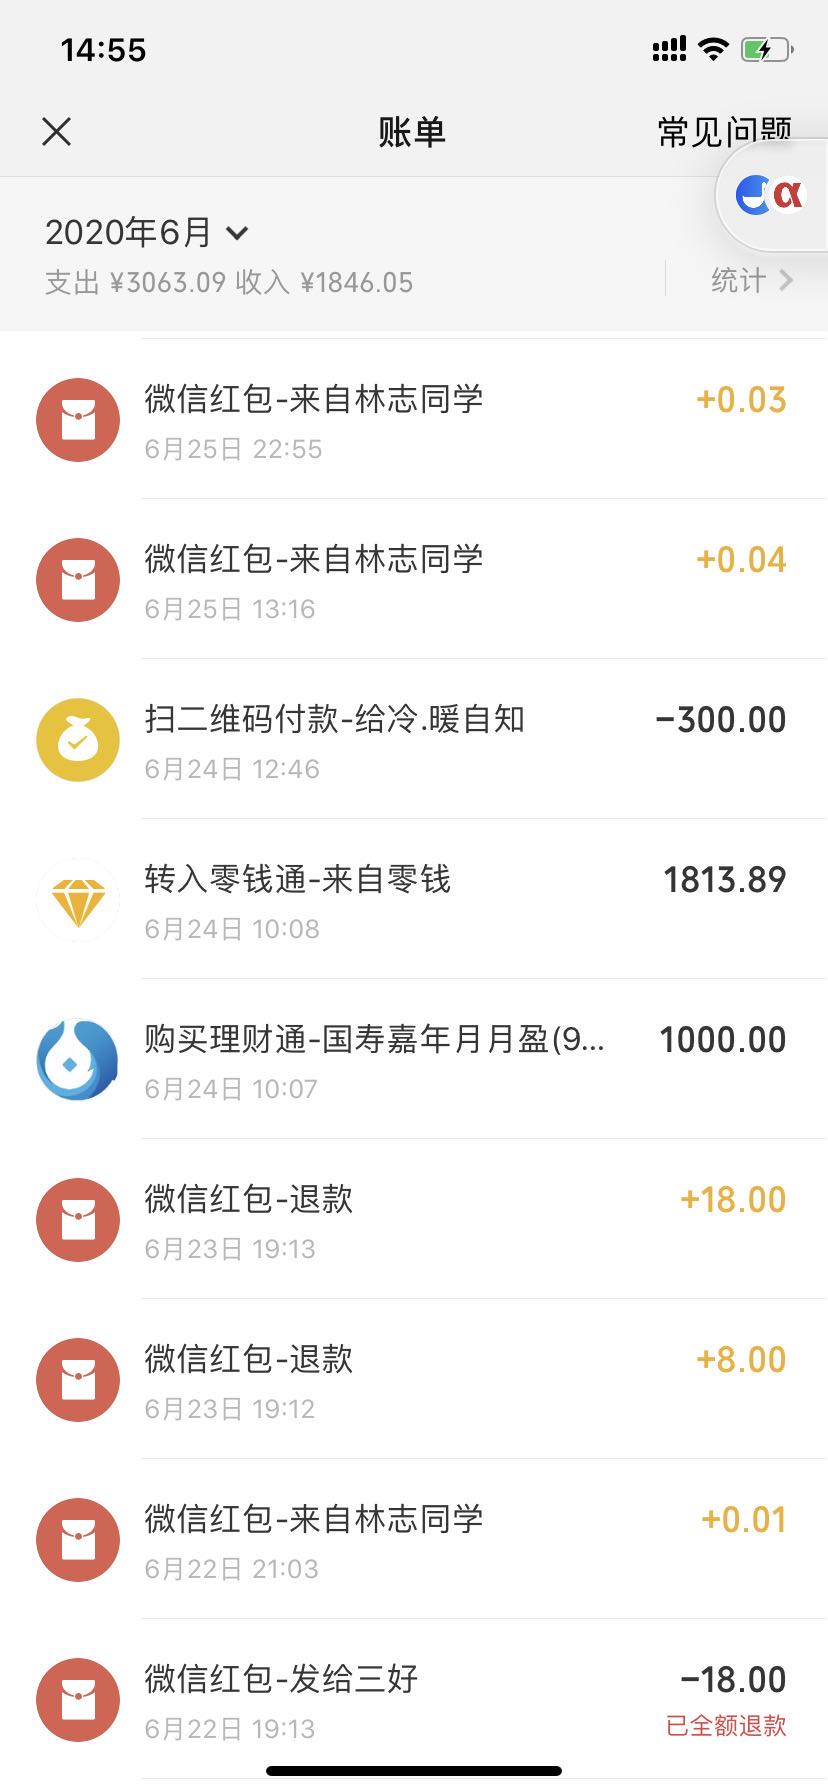 14:55
账单
常见问题
2020年6月
支出 ¥3063.09 收入 ¥1846.05
统计
微信红包-来自林志同学
+0.03
6月25日 22:55
微信红包-来自林志同学
+0.04
6月25日 13:16
扫二维码付款-给冷.暖自知
-300.00
6月24日 12:46
转入零钱通-来自零钱
1813.89
6月24日 10:08
购买理财通-国寿嘉年月月盈(9...
1000.00
6月24日 10:07
微信红包-退款
+18.00
6月23日 19:13
微信红包-退款
+8.00
6月23日 19:12
微信红包-来自林志同学
+0.01
6月22日 21:03
微信红包-发给三好
-18.00
6月22日 19:13
已全额退款